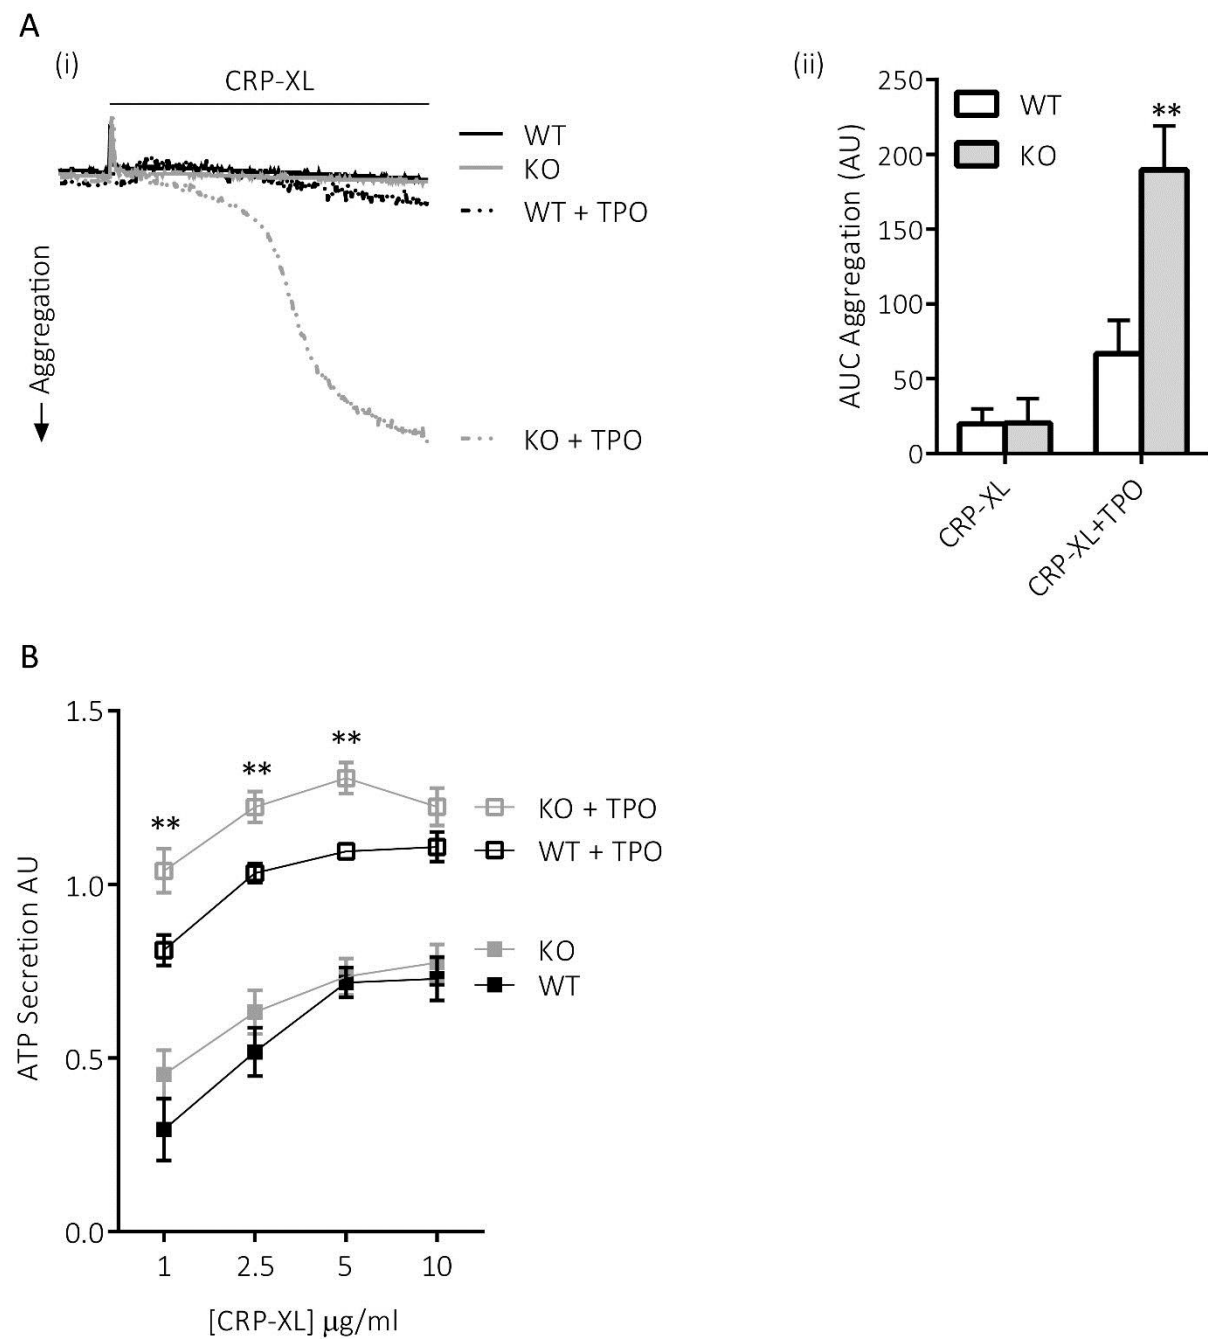 A
(i)
CRP-XL
WT
KO
WT + TPO
KO + TPO
Aggregation
(ii)
250
200
150
100
50
0
AUC Aggregation (AU)
WT
KO
**
CRP-XL
CRP-XL+TPO
B
1.5
1.0
0.5
0.0
ATP Secretion AU
**
**
**
KO + TPO
WT + TPO
KO
WT
1 2.5 5 10
[CRP-XL] μg/ml